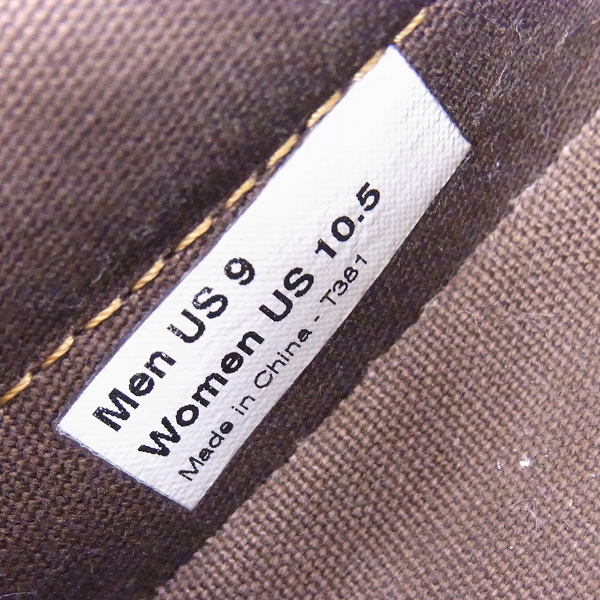 Men US 9
Women US 10.5
Made in China - T381